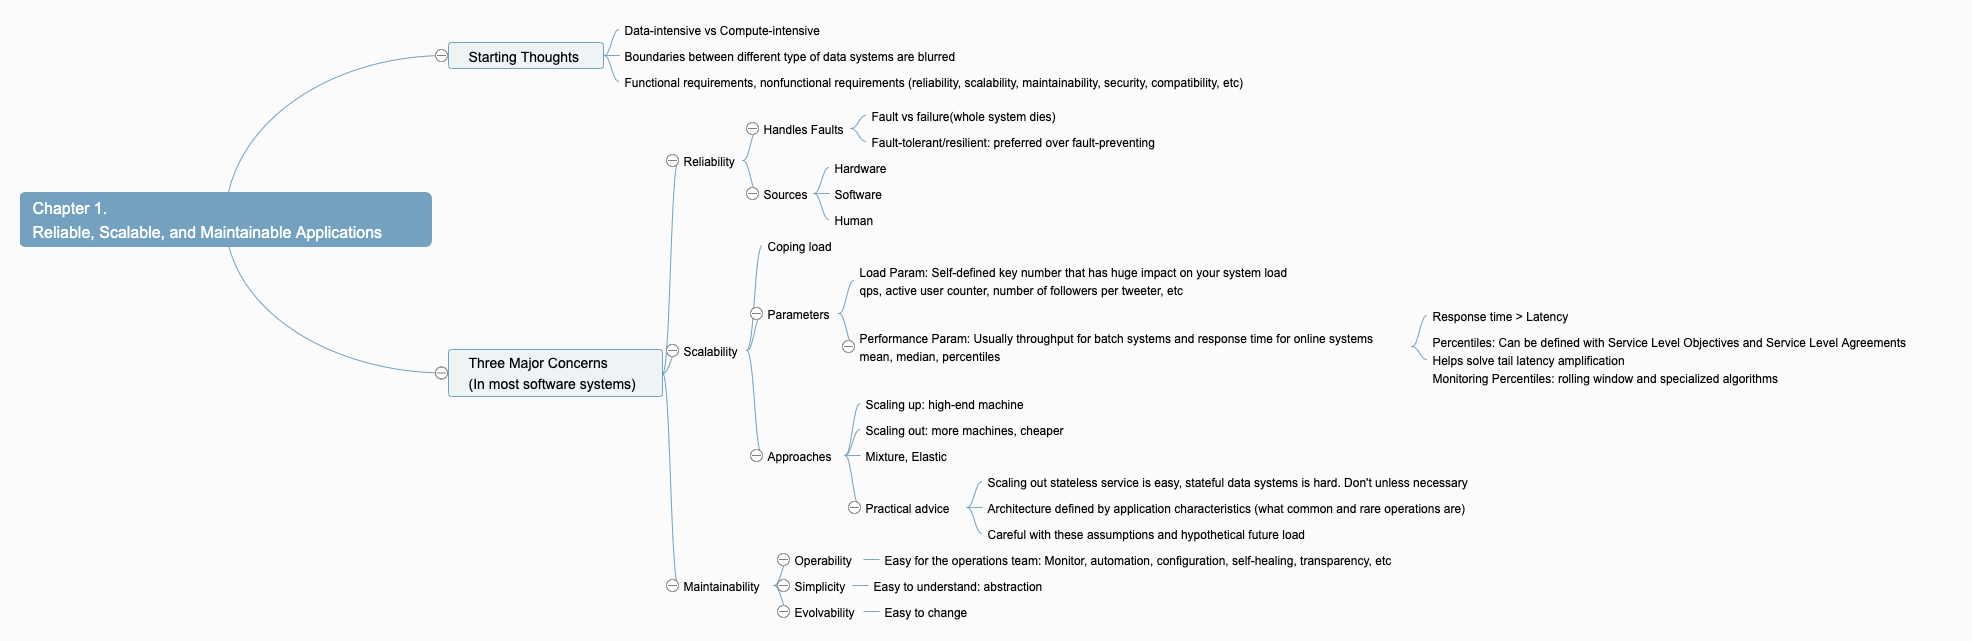 Chapter 1.
Reliable, Scalable, and Maintainable Applications
Starting Thoughts
Data-intensive vs Compute-intensive
Boundaries between different type of data systems are blurred
Functional requirements, nonfunctional requirements (reliability, scalability, maintainability, security, compatibility, etc)
Three Major Concerns
(In most software systems)
Reliability
Handles Faults
Fault vs failure(whole system dies)
Fault-tolerant/resilient: preferred over fault-preventing
Sources
Hardware
Software
Human
Scalability
Coping load
Parameters
Load Param: Self-defined key number that has huge impact on your system load
qps, active user counter, number of followers per tweeter, etc
Performance Param: Usually throughput for batch systems and response time for online systems
mean, median, percentiles
Response time > Latency
Percentiles: Can be defined with Service Level Objectives and Service Level Agreements
Helps solve tail latency amplification
Monitoring Percentiles: rolling window and specialized algorithms
Approaches
Scaling up: high-end machine
Scaling out: more machines, cheaper
Mixture, Elastic
Practical advice
Scaling out stateless service is easy, stateful data systems is hard. Don't unless necessary
Architecture defined by application characteristics (what common and rare operations are)
Careful with these assumptions and hypothetical future load
Maintainability
Operability
Easy for the operations team: Monitor, automation, configuration, self-healing, transparency, etc
Simplicity
Easy to understand: abstraction
Evolvability
Easy to change